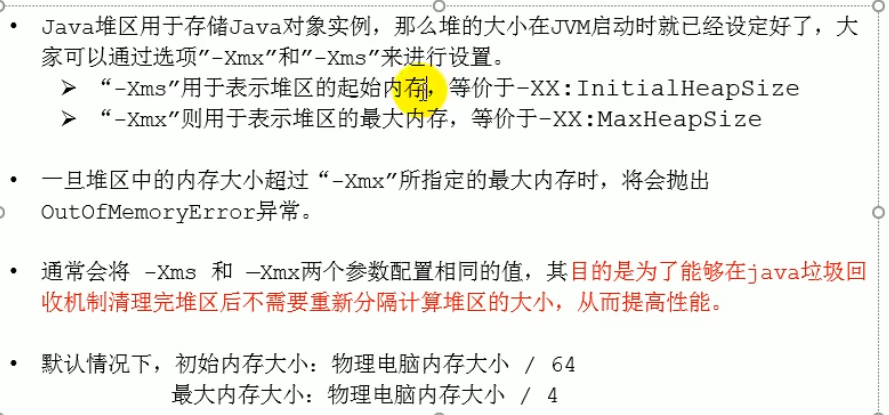 • Java堆区用于存储Java对象实例，那么堆的大小在JVM启动时就已经设定好了，大
家可以通过选项”-Xmx”和”-Xms”来进行设置。
➢ “-Xms”用于表示堆区的起始内存，等价于-XX:InitialHeapSize
➢ “-Xmx”则用于表示堆区的最大内存，等价于-XX:MaxHeapSize
• 一旦堆区中的内存大小超过“-Xmx”所指定的最大内存时，将会抛出
OutOfMemoryError异常。
• 通常会将 -Xms 和 —Xmx两个参数配置相同的值，其目的是为了能够在java垃圾回
收机制清理完堆区后不需要重新分隔计算堆区的大小，从而提高性能。
• 默认情况下，初始内存大小：物理电脑内存大小 / 64
最大内存大小：物理电脑内存大小 / 4